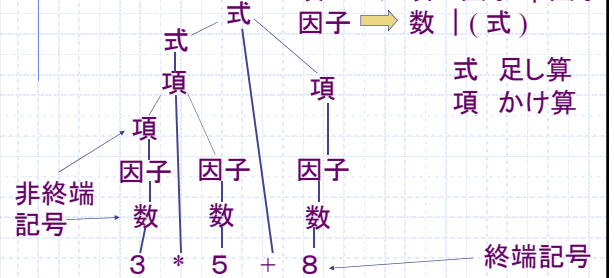 式
因子 ⇨ 数 | ( 式 )
式
式 足し算
項
項
項 かけ算
項
因子
因子
因子
非終端
記号
数
数
数
3 * 5 + 8
終端記号